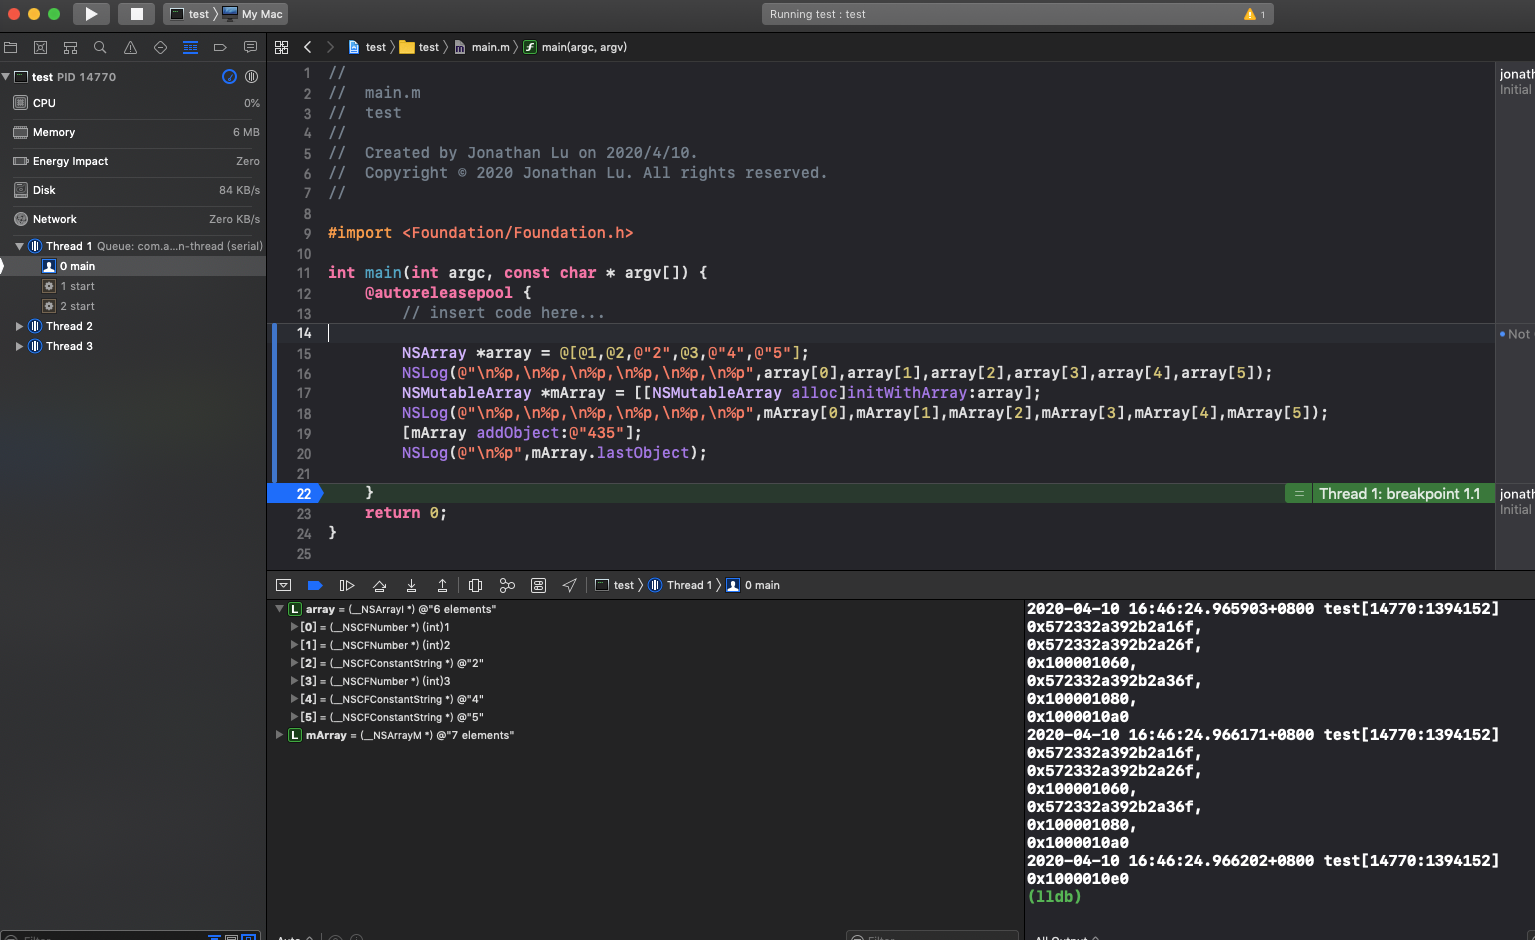 test 〉 My Mac
Running test : test
1
test 〉 test 〉 main.m 〉 main(argc, argv)
test PID 14770
CPU 0%
Memory 6 MB
Energy Impact Zero
Disk 84 KB/s
Network Zero KB/s
Thread 1 Queue: com.a...n-thread (serial)
0 main
1 start
2 start
Thread 2
Thread 3
1 //
2 //  main.m
3 //  test
4 //
5 //  Created by Jonathan Lu on 2020/4/10.
6 //  Copyright © 2020 Jonathan Lu. All rights reserved.
7 //
8
9 #import <Foundation/Foundation.h>
10
11 int main(int argc, const char * argv[]) {
12     @autoreleasepool {
13         // insert code here...
14
15         NSArray *array = @[@1,@2,@"2",@3,@"4",@"5"];
16         NSLog(@"\n%p,\n%p,\n%p,\n%p,\n%p,\n%p",array[0],array[1],array[2],array[3],array[4],array[5]);
17         NSMutableArray *mArray = [[NSMutableArray alloc]initWithArray:array];
18         NSLog(@"\n%p,\n%p,\n%p,\n%p,\n%p,\n%p",mArray[0],mArray[1],mArray[2],mArray[3],mArray[4],mArray[5]);
19         [mArray addObject:@"435"];
20         NSLog(@"\n%p",mArray.lastObject);
21
22     }
= Thread 1: breakpoint 1.1
23     return 0;
24 }
25
jonath
Initial
Not
jonath
Initial
test 〉 Thread 1 〉 0 main
L array = (__NSArrayI *) @"6 elements"
[0] = (__NSCFNumber *) (int)1
[1] = (__NSCFNumber *) (int)2
[2] = (__NSCFConstantString *) @"2"
[3] = (__NSCFNumber *) (int)3
[4] = (__NSCFConstantString *) @"4"
[5] = (__NSCFConstantString *) @"5"
L mArray = (__NSArrayM *) @"7 elements"
2020-04-10 16:46:24.965903+0800 test[14770:1394152]
0x572332a392b2a16f,
0x572332a392b2a26f,
0x100001060,
0x572332a392b2a36f,
0x100001080,
0x1000010a0
2020-04-10 16:46:24.966171+0800 test[14770:1394152]
0x572332a392b2a16f,
0x572332a392b2a26f,
0x100001060,
0x572332a392b2a36f,
0x100001080,
0x1000010a0
2020-04-10 16:46:24.966202+0800 test[14770:1394152]
0x1000010e0
(lldb)
Filter
Auto
Filter
All Output